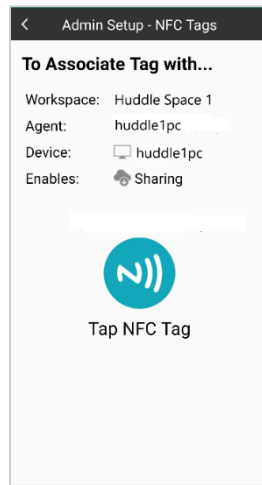 Admin Setup - NFC Tags
To Associate Tag with...
Workspace: Huddle Space 1
Agent: huddle1pc
Device: huddle1pc
Enables: Sharing
Tap NFC Tag